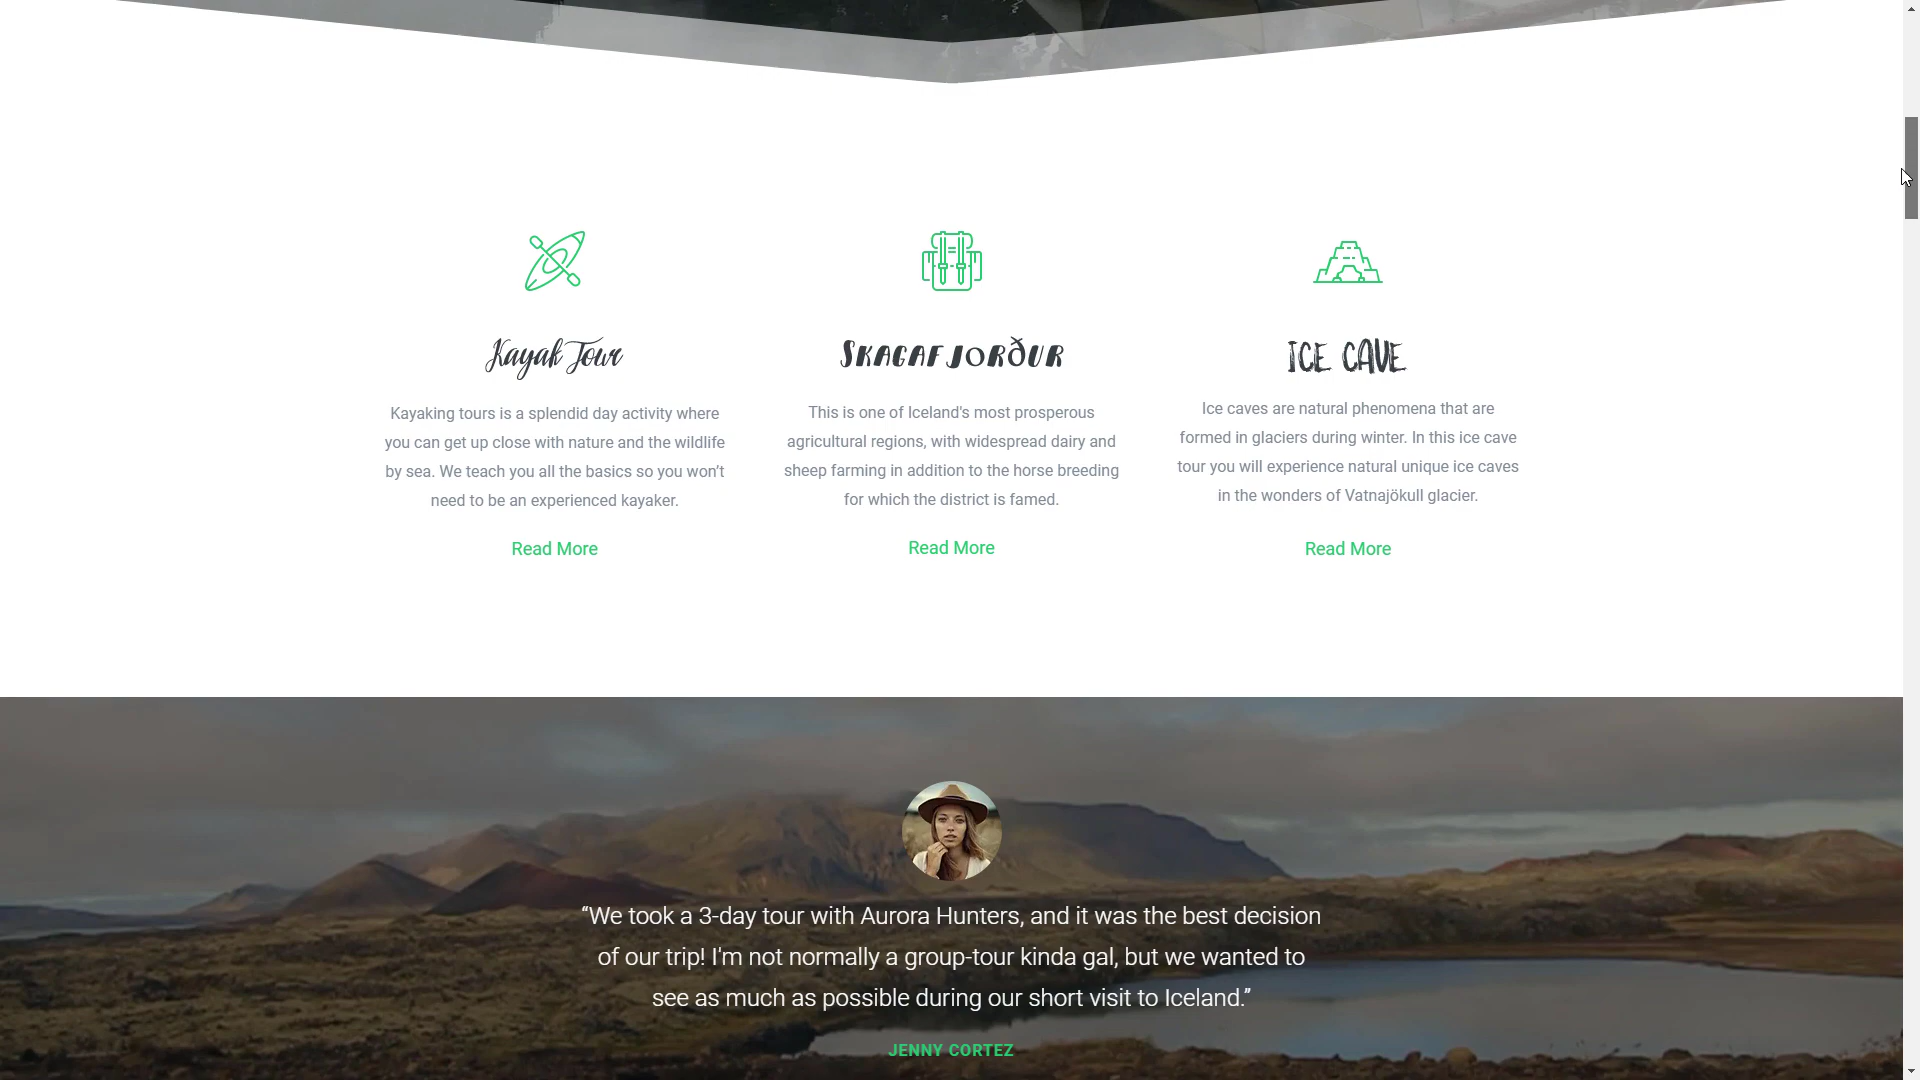 Kayak Tour
Kayaking tours is a splendid day activity where
you can get up close with nature and the wildlife
by sea. We teach you all the basics so you won’t
need to be an experienced kayaker.
Read More
SKAGAFJORÐUR
This is one of Iceland's most prosperous
agricultural regions, with widespread dairy and
sheep farming in addition to the horse breeding
for which the district is famed.
Read More
ICE CAVE
Ice caves are natural phenomena that are
formed in glaciers during winter. In this ice cave
tour you will experience natural unique ice caves
in the wonders of Vatnajökull glacier.
Read More
“We took a 3-day tour with Aurora Hunters, and it was the best decision
of our trip! I'm not normally a group-tour kinda gal, but we wanted to
see as much as possible during our short visit to Iceland.”
JENNY CORTEZ